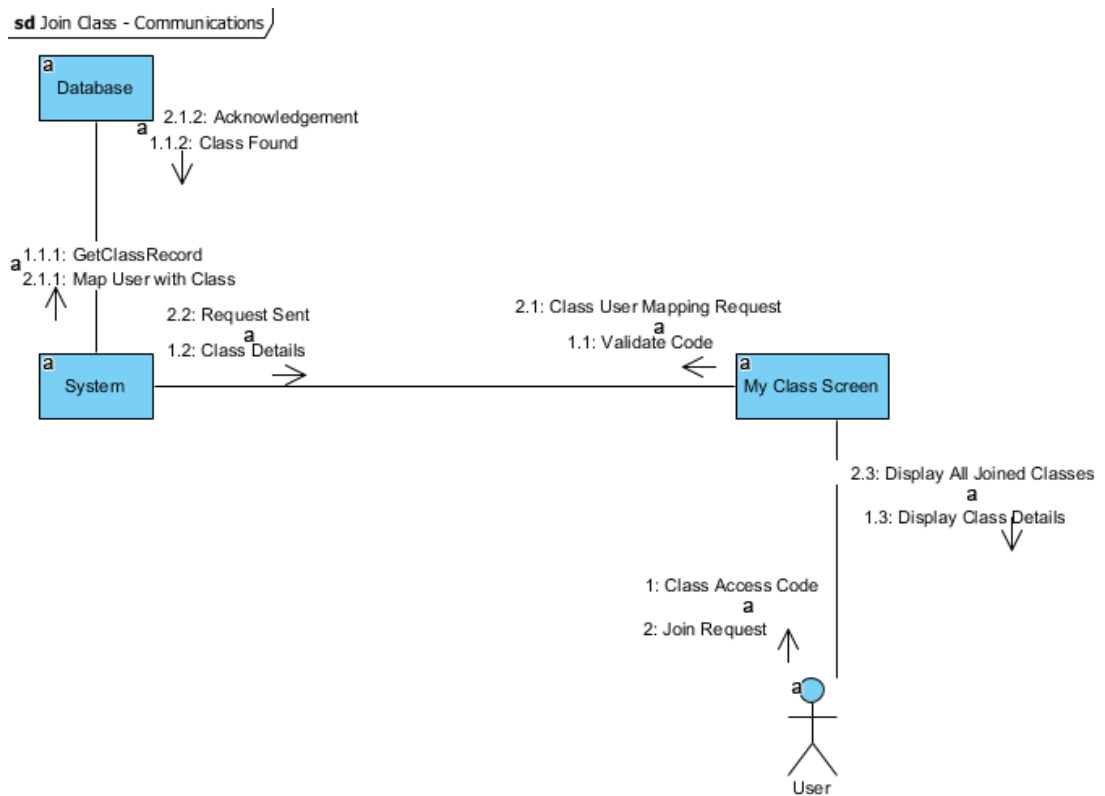 sd Join Class - Communications
a
Database
2.1.2: Acknowledgement
a
1.1.2: Class Found
1.1.1: GetClassRecord
a
2.1.1: Map User with Class
2.2: Request Sent
a
1.2: Class Details
2.1: Class User Mapping Request
a
1.1: Validate Code
a
System
a
My Class Screen
2.3: Display All Joined Classes
a
1.3: Display Class Details
1: Class Access Code
a
2: Join Request
a
User